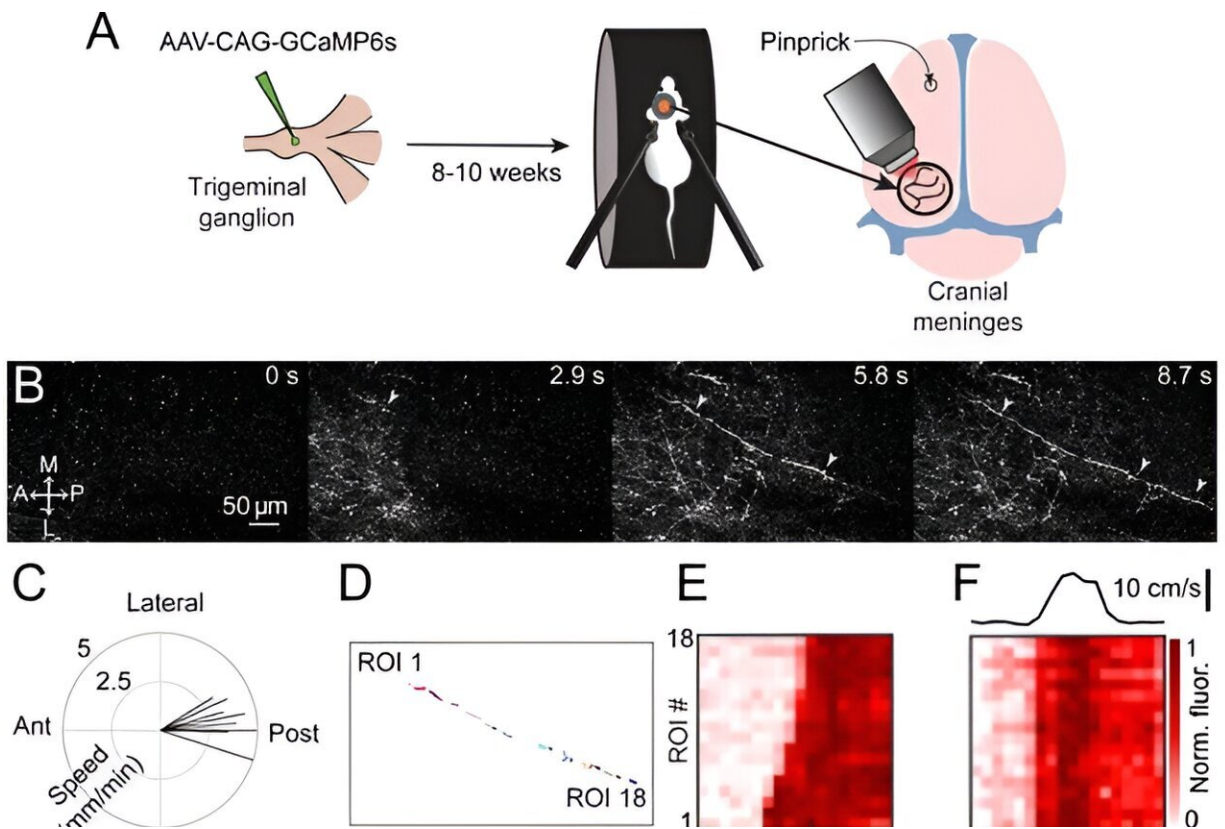 A
AAV-CAG-GCaMP6s
Trigeminal
ganglion
8-10 weeks
Pinprick
Cranial
meninges
B
0 s
2.9 s
5.8 s
8.7 s
M
A
P
L
50 µm
C
Lateral
5
2.5
Ant
Post
Speed
(mm/min)
D
ROI 1
ROI 18
E
18
ROI #
1
F
10 cm/s
1
Norm. fluor.
0